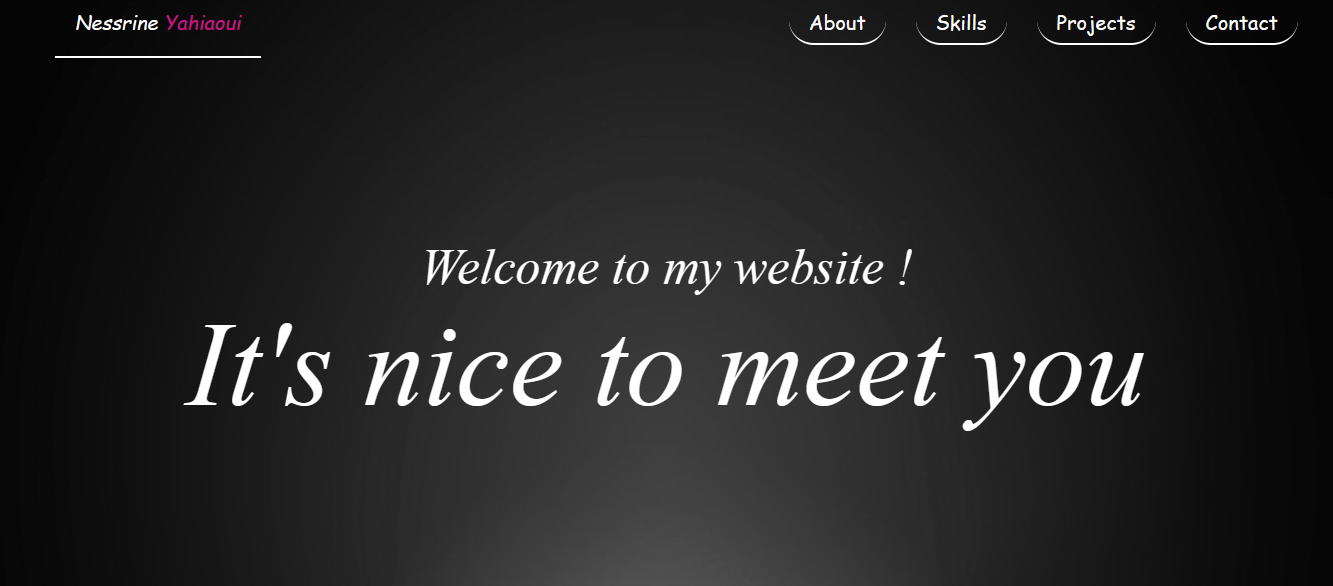 Nessrine Yahiaoui About Skills Projects Contact
Welcome to my website !
It's nice to meet you